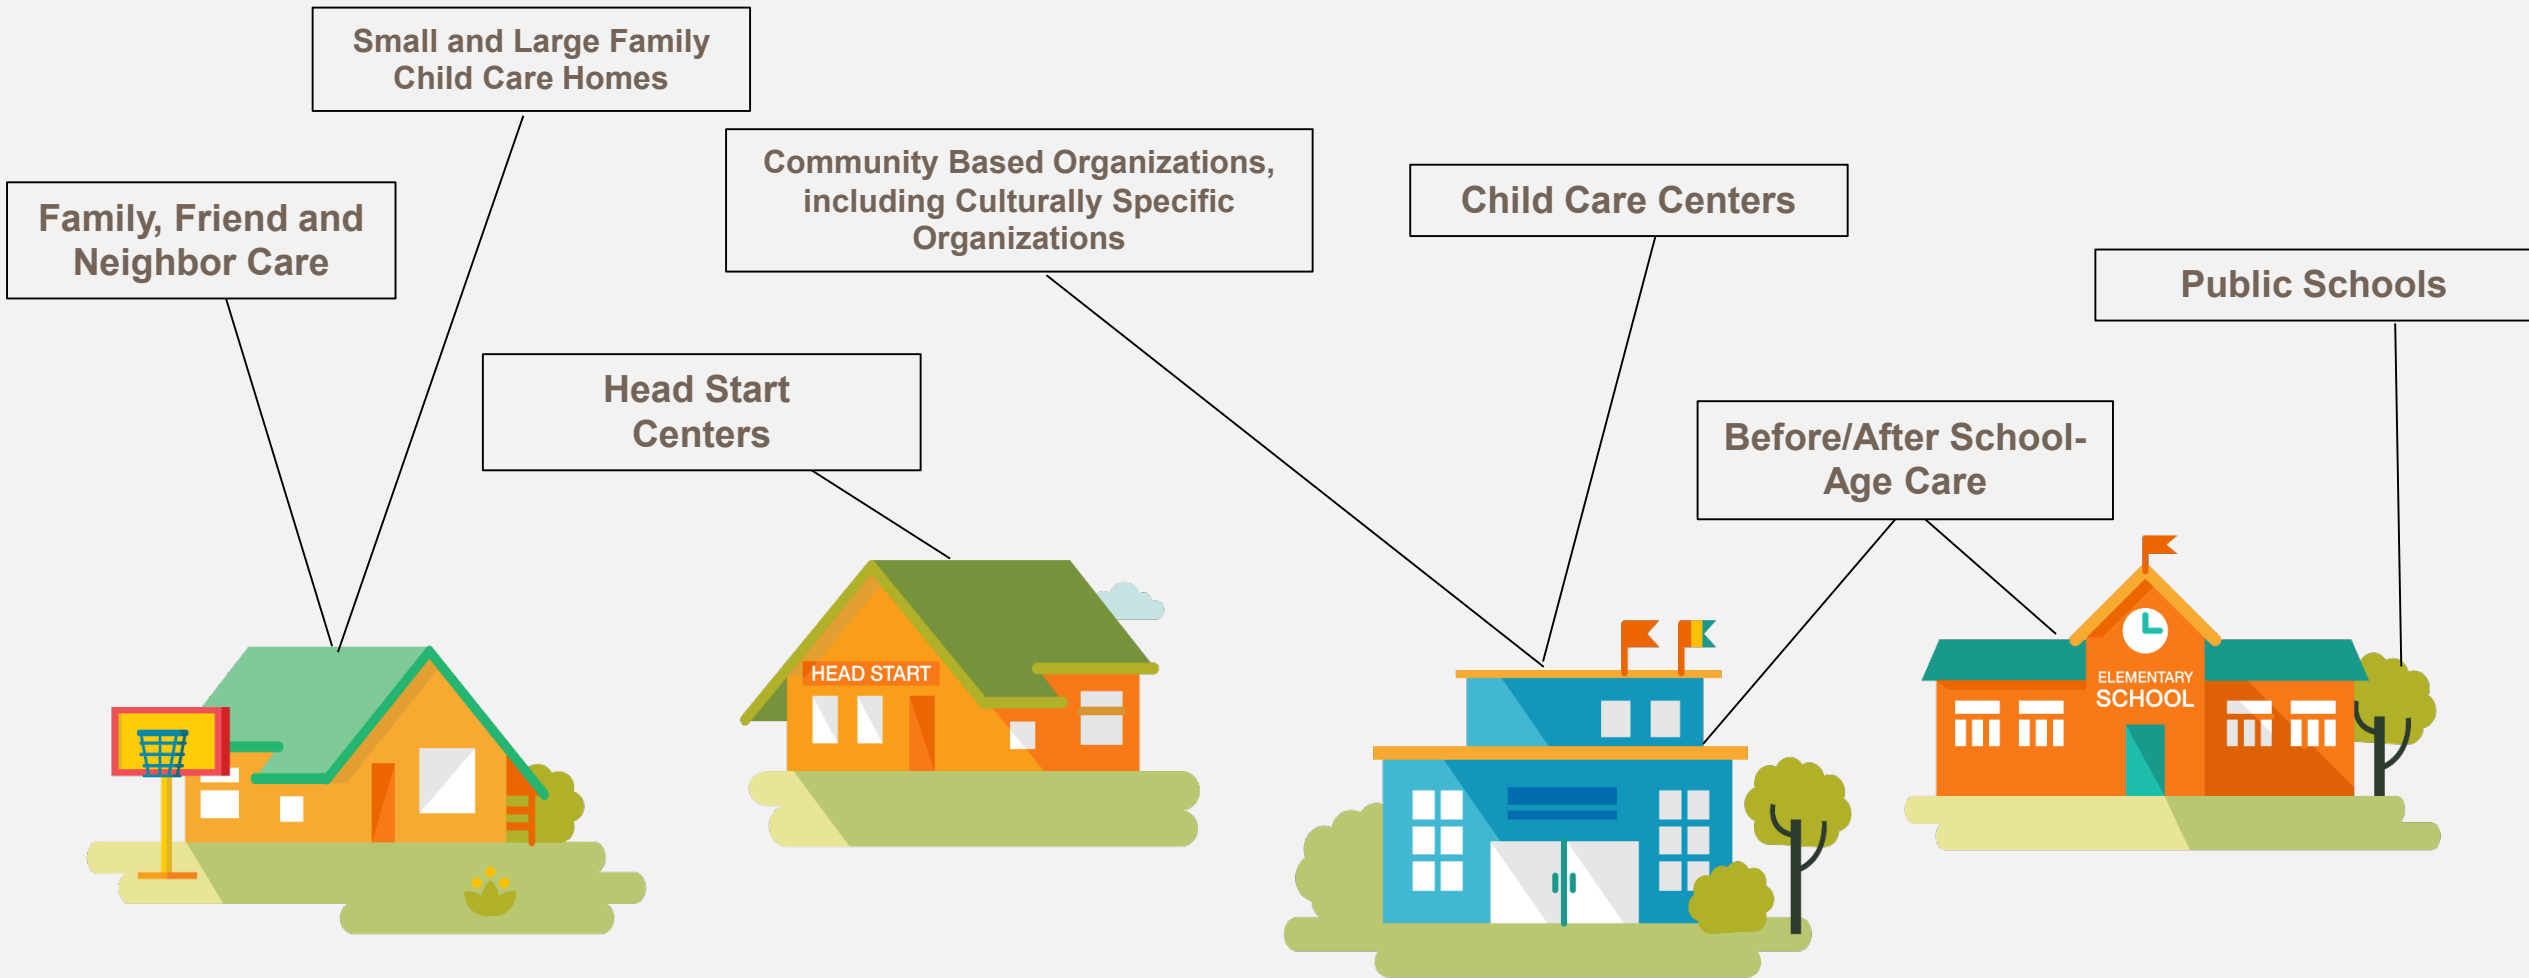 Small and Large Family
Child Care Homes
Family, Friend and
Neighbor Care
Community Based Organizations,
including Culturally Specific
Organizations
Child Care Centers
Public Schools
Head Start
Centers
Before/After School-
Age Care
HEAD START
ELEMENTARY
SCHOOL